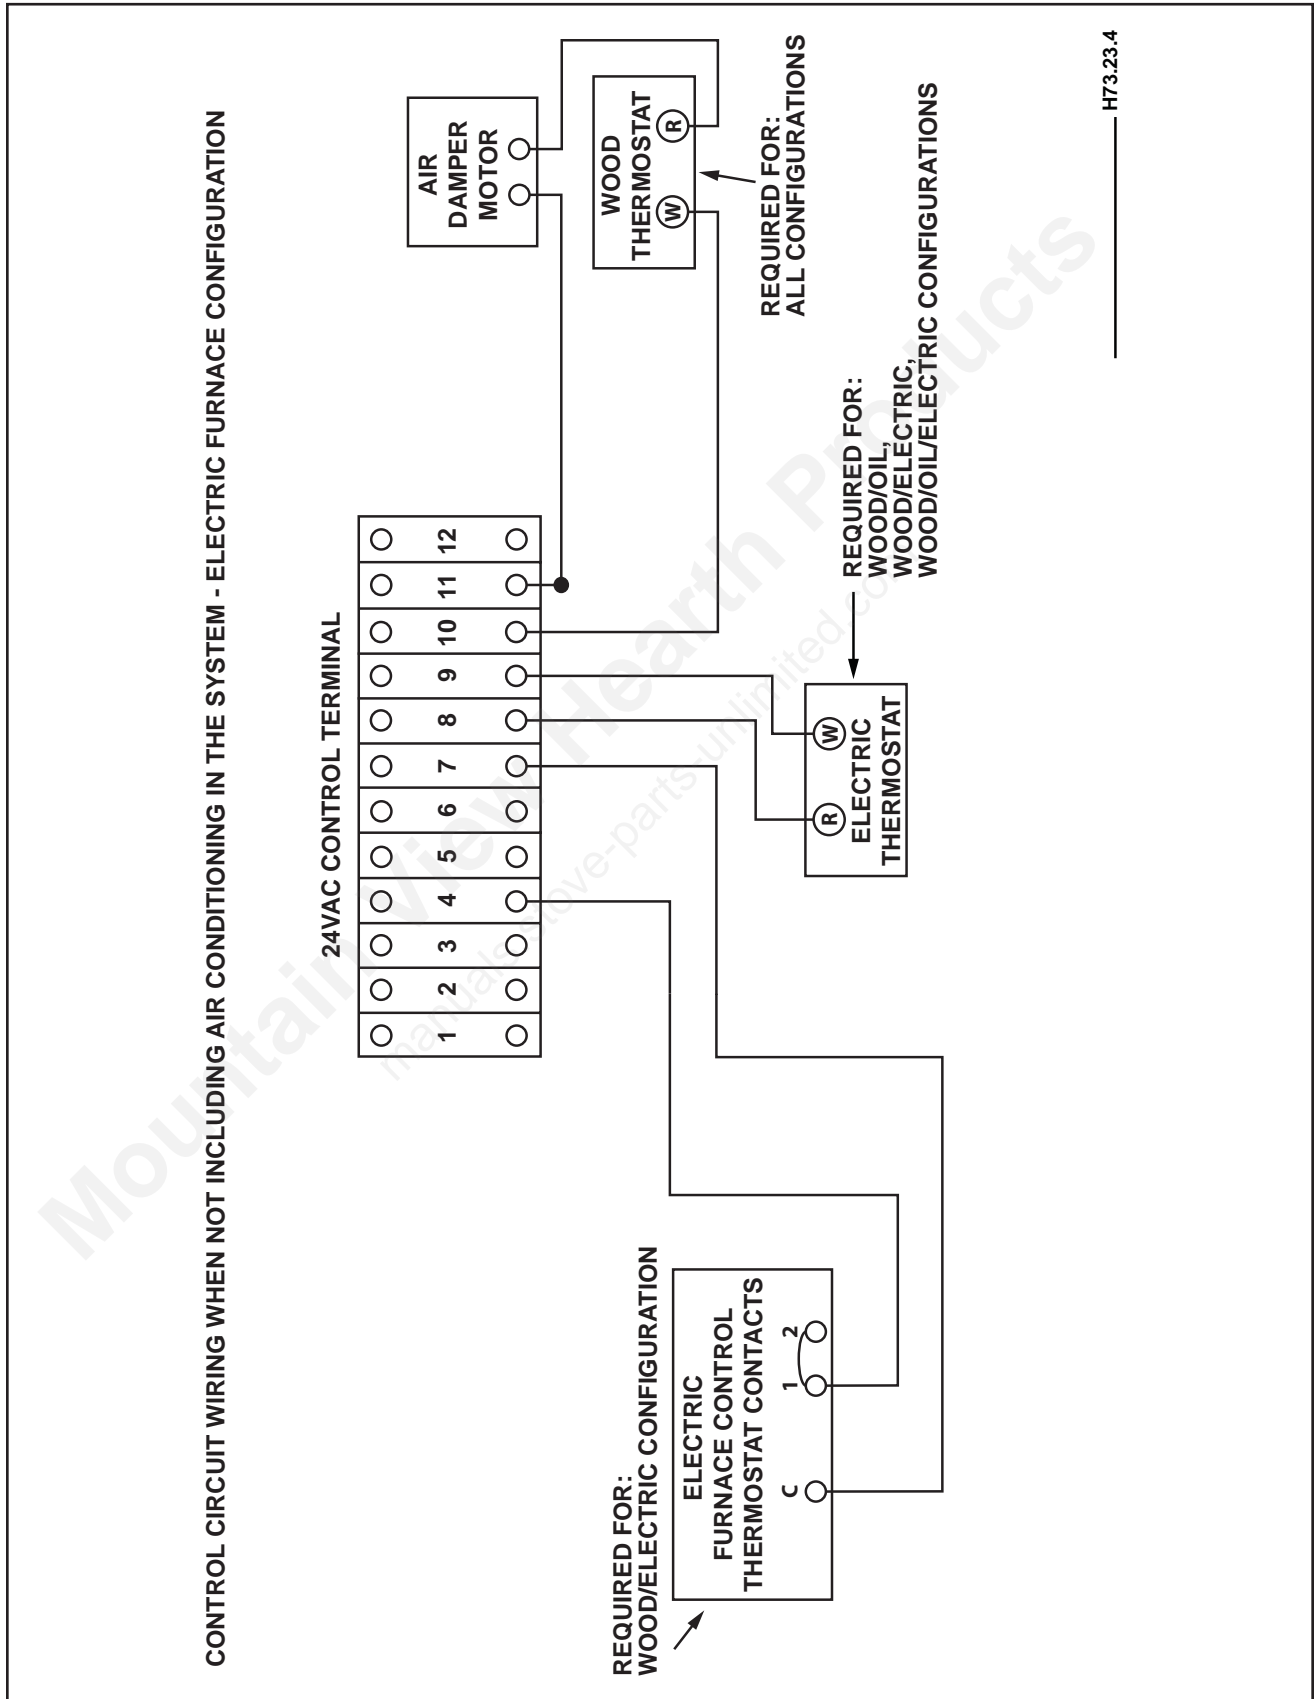 CONTROL CIRCUIT WIRING WHEN NOT INCLUDING AIR CONDITIONING IN THE SYSTEM - ELECTRIC FURNACE CONFIGURATION
24VAC CONTROL TERMINAL
1 2 3 4 5 6 7 8 9 10 11 12
AIR
DAMPER
MOTOR
WOOD
THERMOSTAT
W R
REQUIRED FOR:
ALL CONFIGURATIONS
REQUIRED FOR:
WOOD/OIL,
WOOD/ELECTRIC,
WOOD/OIL/ELECTRIC CONFIGURATIONS
R W
ELECTRIC
THERMOSTAT
REQUIRED FOR:
WOOD/ELECTRIC CONFIGURATION
ELECTRIC
FURNACE CONTROL
THERMOSTAT CONTACTS
C 1 2
H73.23.4
Mountain View Hearth Products
manuals.stove-parts-unlimited.co